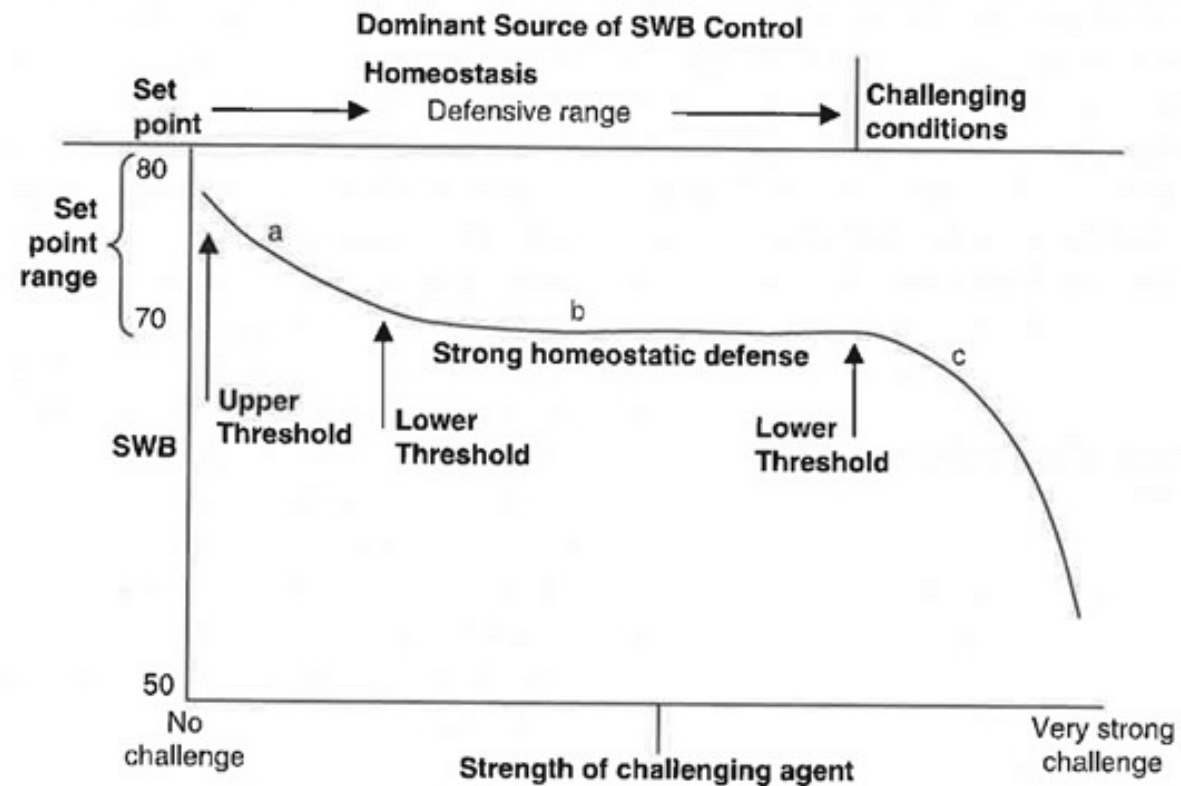 Dominant Source of SWB Control
Set
point
Homeostasis
Defensive range
Challenging
conditions
80
Set
point
range
70
a
b
Strong homeostatic defense
c
Upper
Threshold
Lower
Threshold
Lower
Threshold
SWB
50
No
challenge
Strength of challenging agent
Very strong
challenge